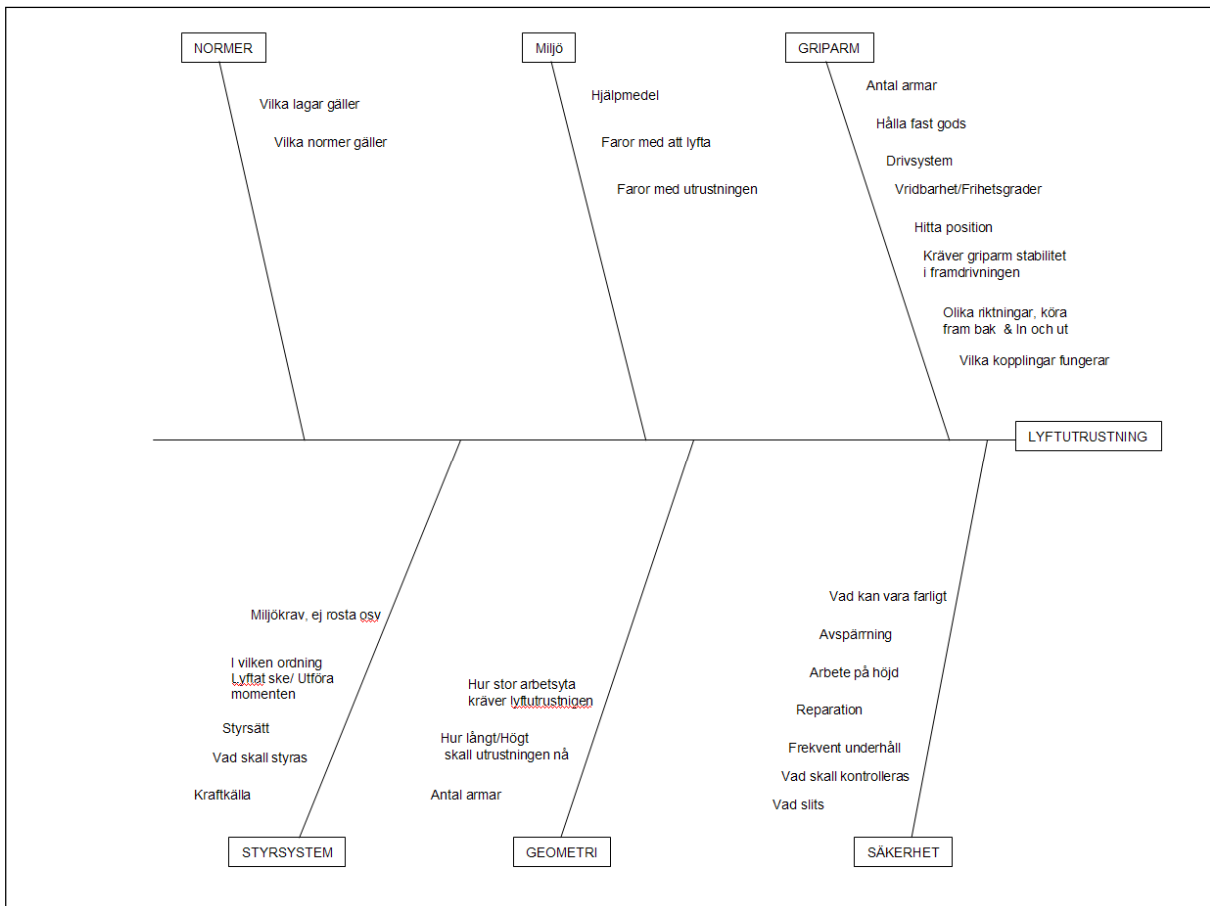 NORMER
Vilka lagar gäller
Vilka normer gäller
Miljö
Hjälpmedel
Faror med att lyfta
Faror med utrustningen
GRIPARM
Antal armar
Hålla fast gods
Drivsystem
Vridbarhet/Frihetsgrader
Hitta position
Kräver griparm stabilitet
i framdrivningen
Olika riktningar, köra
fram bak & In och ut
Vilka kopplingar fungerar
LYFTUTRUSTNING
Miljökrav, ej rosta osv
I vilken ordning
Lyftat ske/ Utföra
momenten
Styrsätt
Vad skall styras
Kraftkälla
STYRSYSTEM
Hur stor arbetsyta
kräver lyftutrustnigen
Hur långt/Högt
skall utrustningen nå
Antal armar
GEOMETRI
Vad kan vara farligt
Avspärrning
Arbete på höjd
Reparation
Frekvent underhåll
Vad skall kontrolleras
Vad slits
SÄKERHET